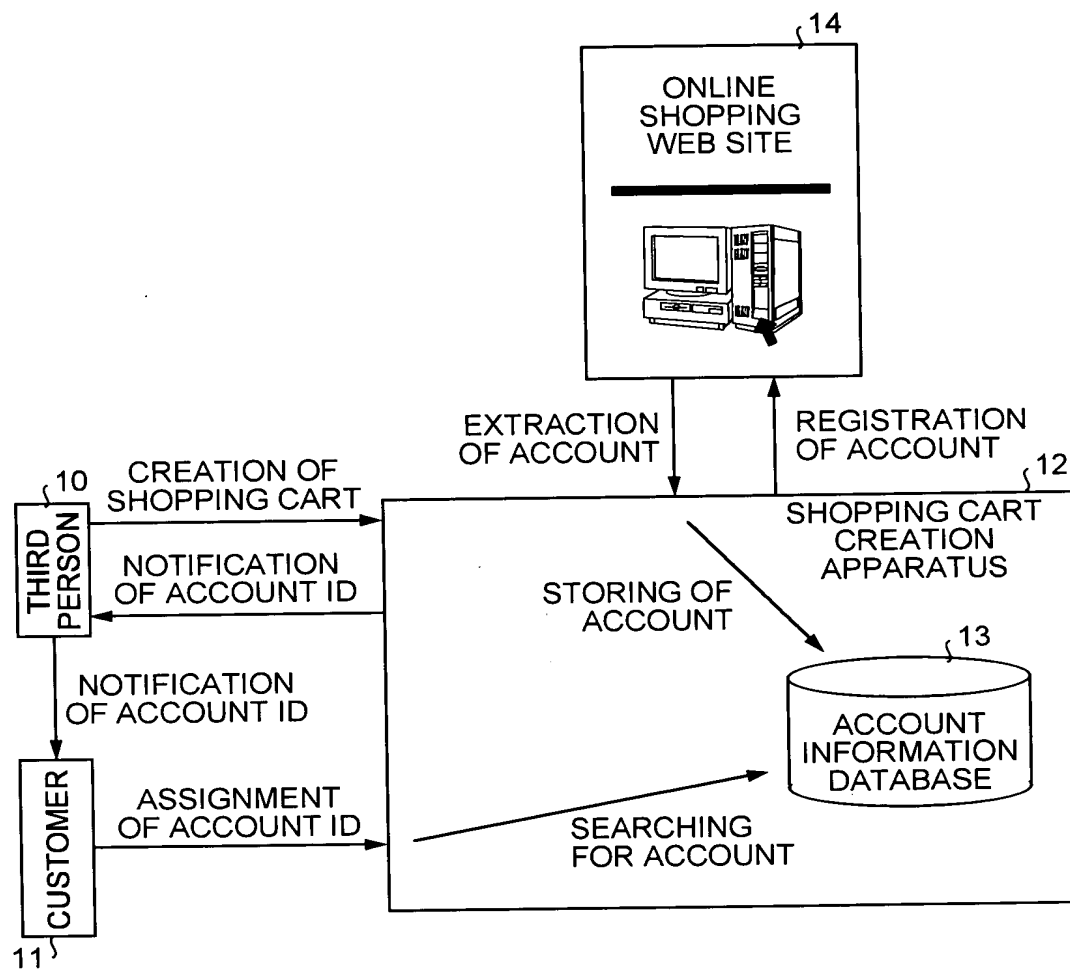 14
ONLINE
SHOPPING
WEB SITE
EXTRACTION
OF ACCOUNT
REGISTRATION
OF ACCOUNT
12
CREATION OF
SHOPPING CART
10
THIRD
PERSON
SHOPPING CART
CREATION
APPARATUS
NOTIFICATION
OF ACCOUNT ID
STORING OF
ACCOUNT
13
NOTIFICATION
OF ACCOUNT ID
ACCOUNT
INFORMATION
DATABASE
CUSTOMER
ASSIGNMENT
OF ACCOUNT ID
SEARCHING
FOR ACCOUNT
11